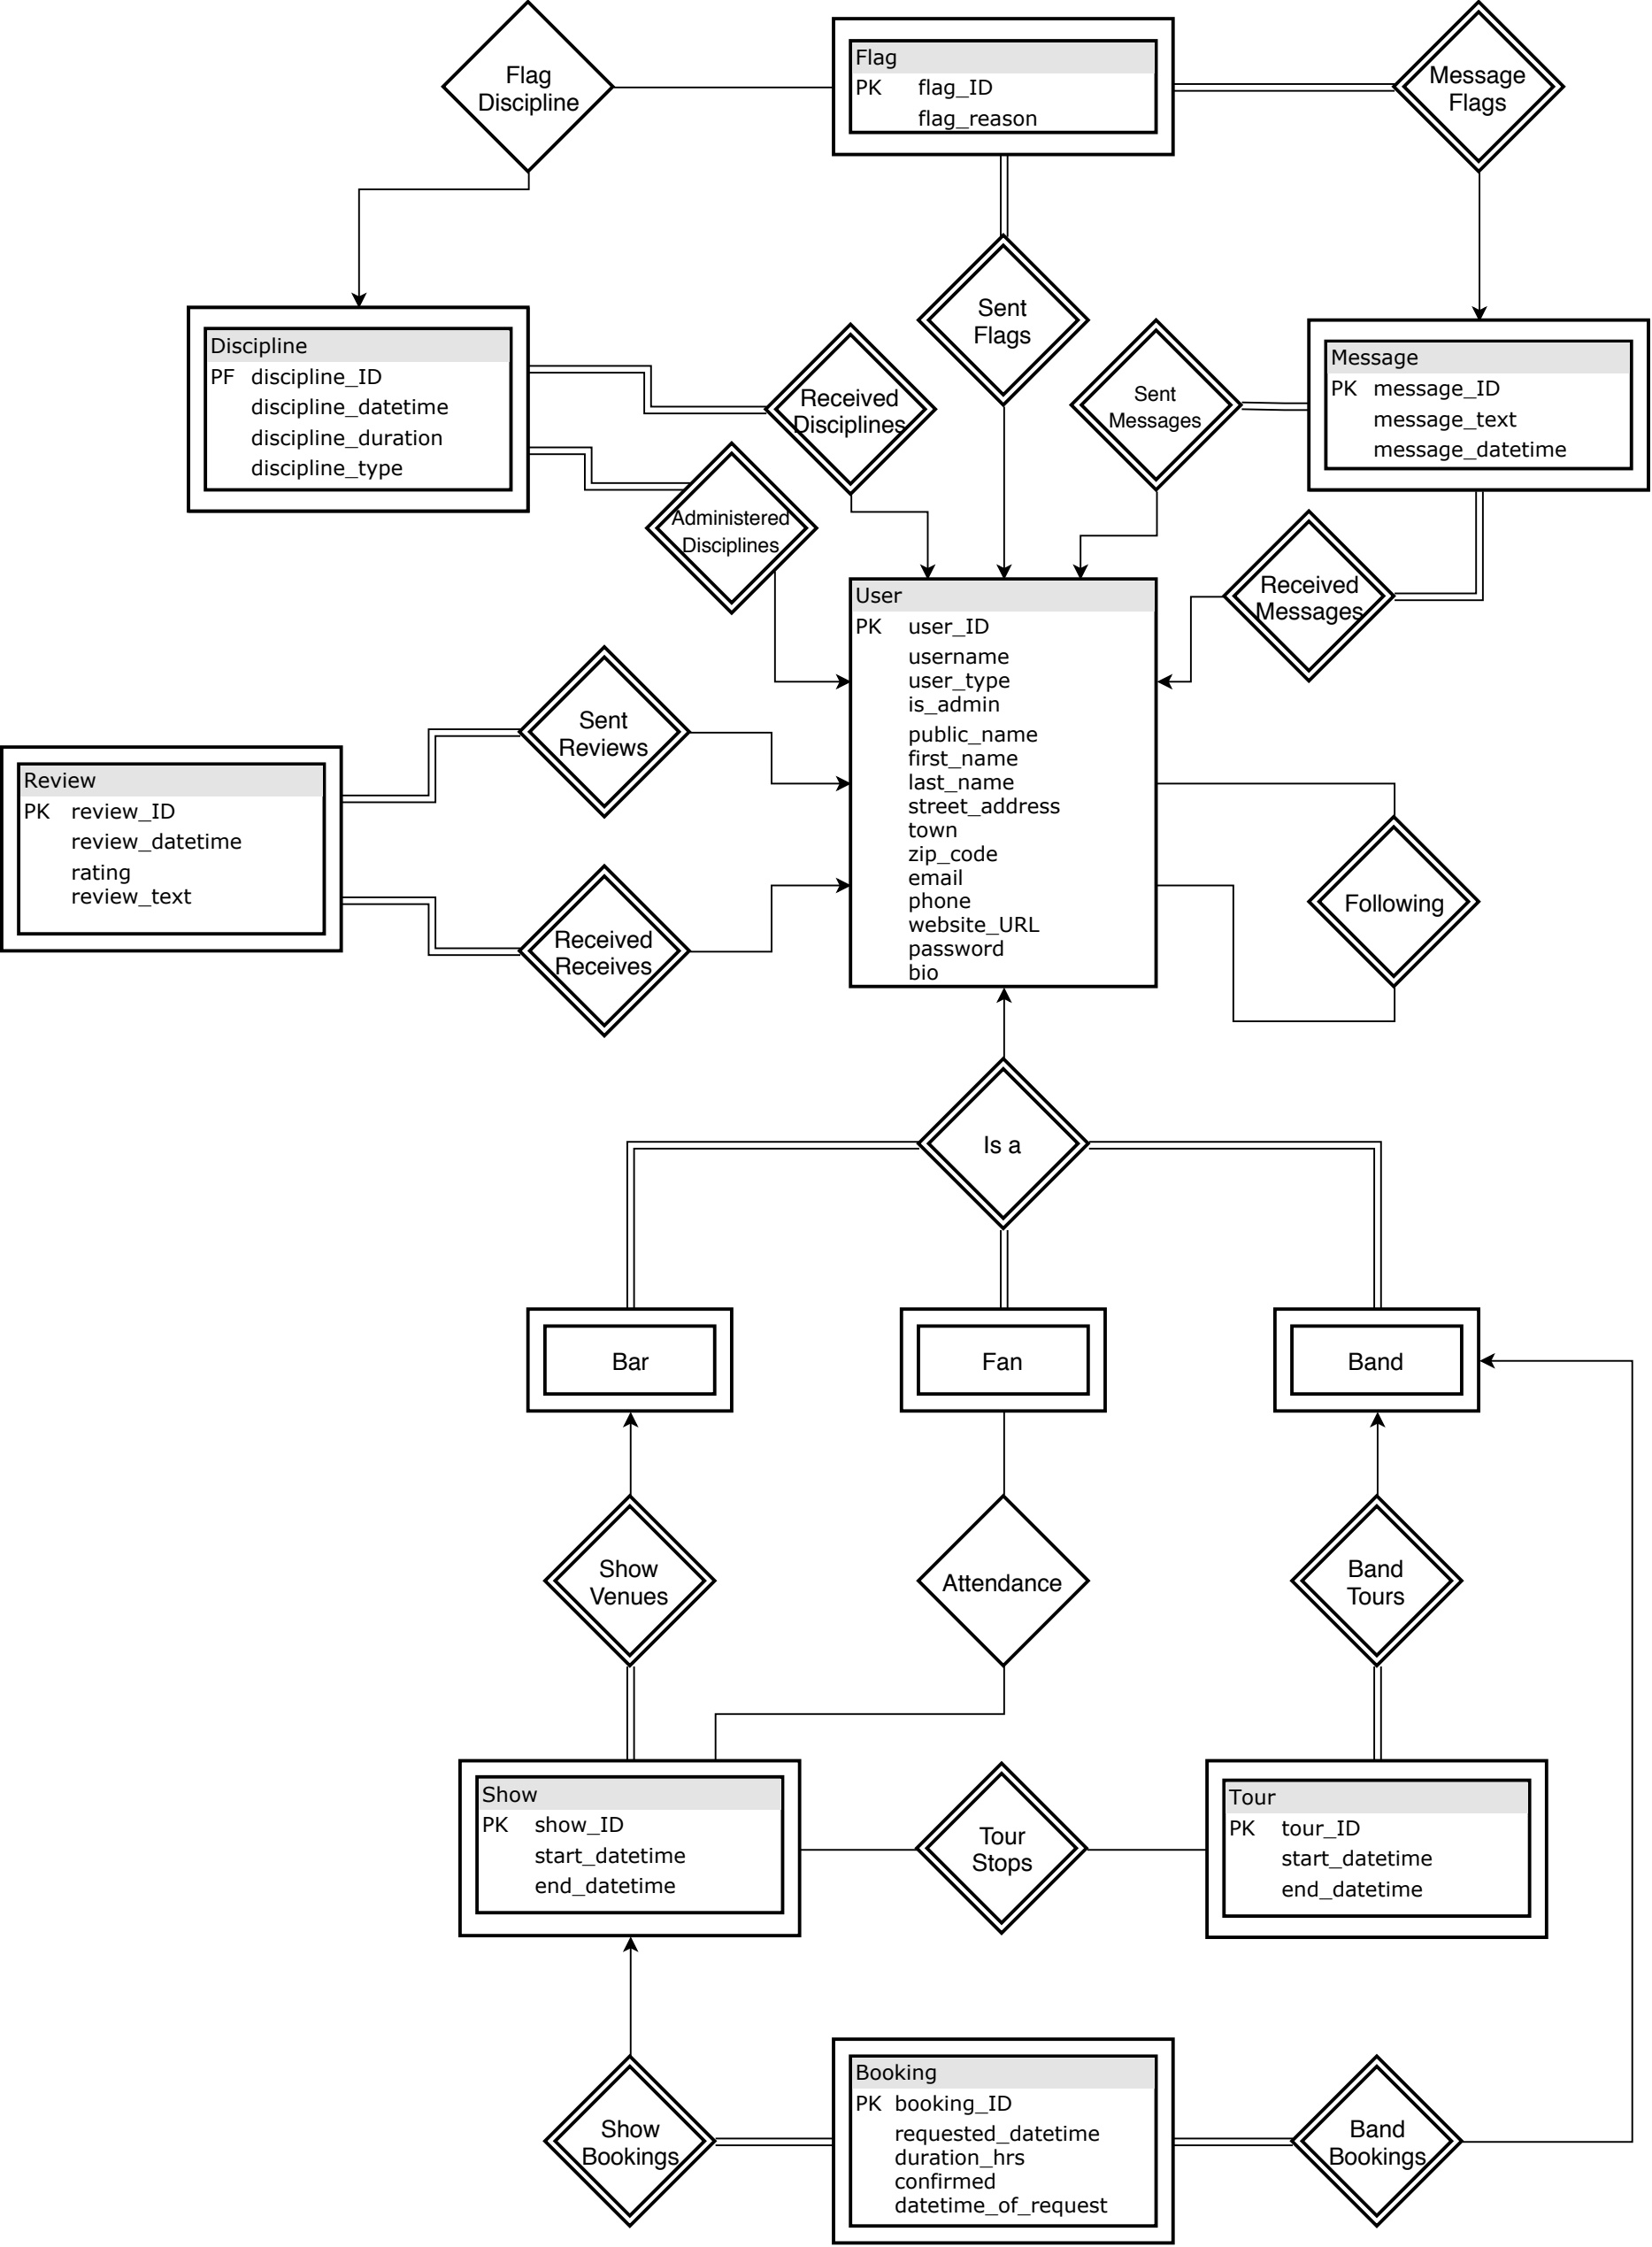 Flag
Discipline
Flag
PK flag_ID
flag_reason
Message
Flags
Sent
Flags
Discipline
PF discipline_ID
discipline_datetime
discipline_duration
discipline_type
Received
Disciplines
Sent
Messages
Message
PK message_ID
message_text
message_datetime
Administered
Disciplines
Received
Messages
User
PK user_ID
username
user_type
is_admin
public_name
first_name
last_name
street_address
town
zip_code
email
phone
website_URL
password
bio
Sent
Reviews
Review
PK review_ID
review_datetime
rating
review_text
Received
Receives
Following
Is a
Bar
Fan
Band
Show
Venues
Attendance
Band
Tours
Show
PK show_ID
start_datetime
end_datetime
Tour
Stops
Tour
PK tour_ID
start_datetime
end_datetime
Show
Bookings
Booking
PK booking_ID
requested_datetime
duration_hrs
confirmed
datetime_of_request
Band
Bookings